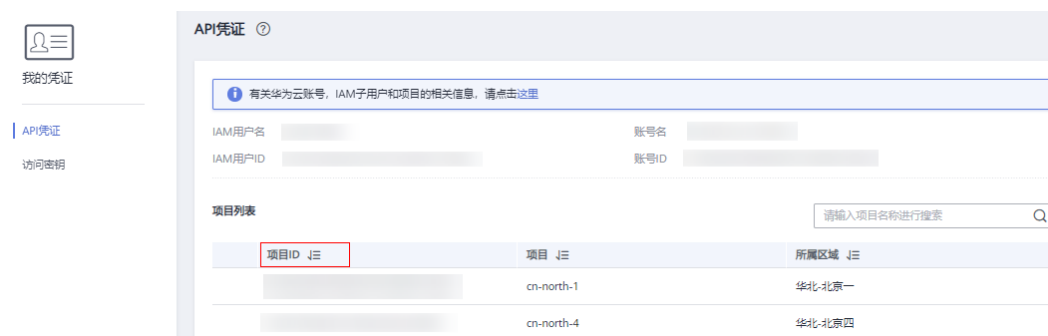 API凭证
我的凭证
有关华为云账号，IAM子用户和项目的相关信息，请点击这里
API凭证
IAM用户名 账号名
访问密钥
IAM用户ID 账号ID
项目列表
请输入项目名称进行搜索
项目ID 项目 所属区域
cn-north-1 华北-北京一
cn-north-4 华北-北京四